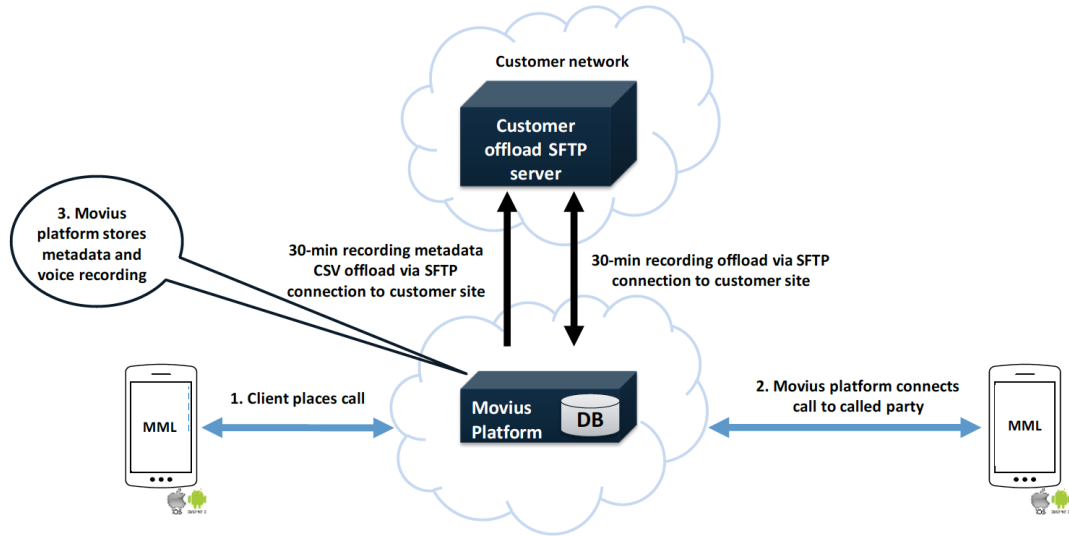 Customer network
Customer
offload SFTP
server
3. Movius
platform stores
metadata and
voice recording
30-min recording metadata
CSV offload via SFTP
connection to customer site
30-min recording offload via SFTP
connection to customer site
MML
1. Client places call
Movius
Platform
DB
2. Movius platform connects
call to called party
MML
iOS
iOS